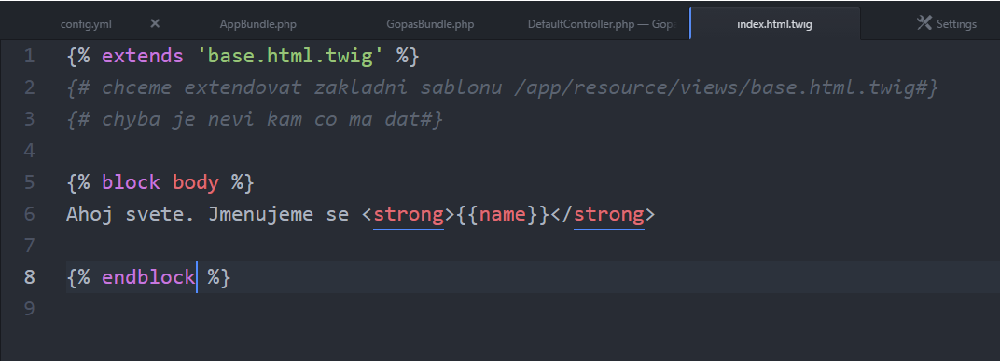 config.yml AppBundle.php GopasBundle.php DefaultController.php — Gopa index.html.twig Settings
1 {% extends 'base.html.twig' %}
2 {# chceme extendovat zakladni sablonu /app/resource/views/base.html.twig#}
3 {# chyba je nevi kam co ma dat#}
4
5 {% block body %}
6 Ahoj svete. Jmenujeme se <strong>{{name}}</strong>
7
8 {% endblock %}
9